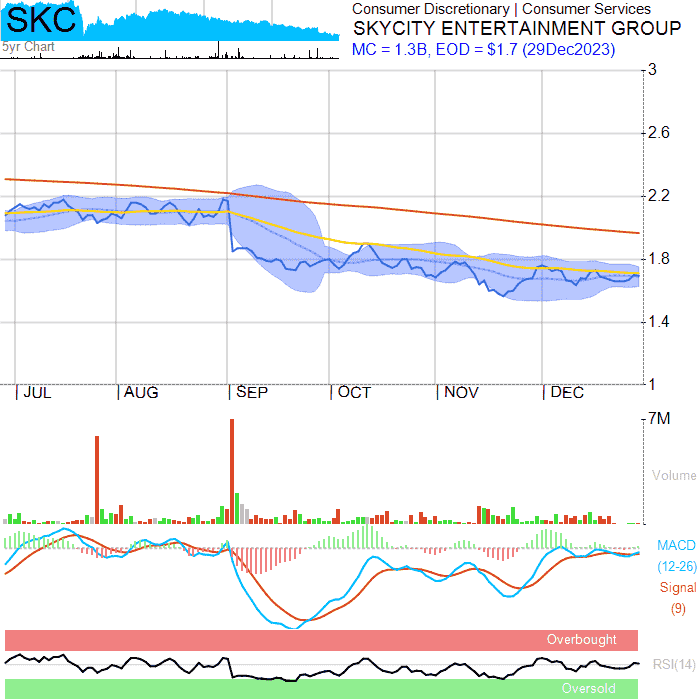 SKC
5yr Chart
Consumer Discretionary | Consumer Services
SKYCITY ENTERTAINMENT GROUP
MC = 1.3B, EOD = $1.7 (29Dec2023)
3
2.6
2.2
1.8
1.4
1
JUL AUG SEP OCT NOV DEC
7M
Volume
MACD
(12-26)
Signal
(9)
Overbought
RSI(14)
Oversold